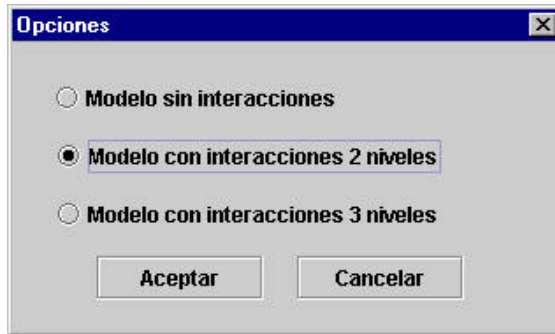 Opciones
Modelo sin interacciones
Modelo con interacciones 2 niveles
Modelo con interacciones 3 niveles
Aceptar Cancelar